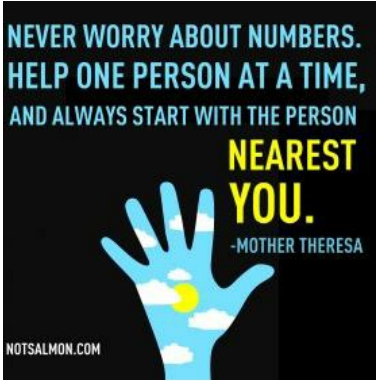 NEVER WORRY ABOUT NUMBERS.
HELP ONE PERSON AT A TIME,
AND ALWAYS START WITH THE PERSON
NEAREST
YOU.
-MOTHER THERESA
NOTSALMON.COM